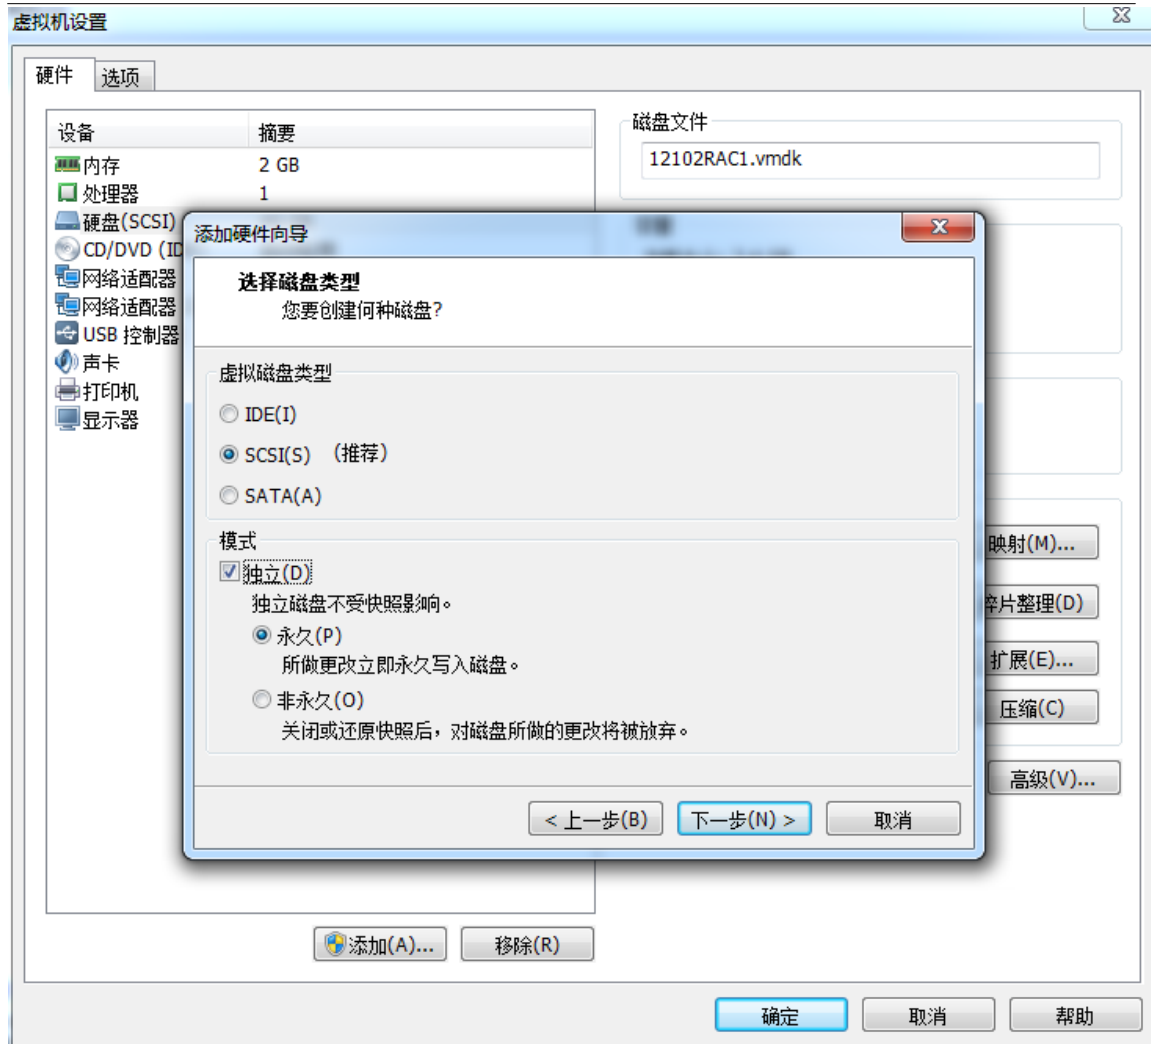 虚拟机设置
硬件
选项
设备 摘要
内存 2 GB
处理器 1
硬盘(SCSI)
CD/DVD (ID
网络适配器
网络适配器
USB 控制器
声卡
打印机
显示器
磁盘文件
12102RAC1.vmdk
添加硬件向导
选择磁盘类型
您要创建何种磁盘?
虚拟磁盘类型
IDE(I)
SCSI(S) (推荐)
SATA(A)
模式
独立(D)
独立磁盘不受快照影响。
永久(P)
所做更改立即永久写入磁盘。
非永久(O)
关闭或还原快照后，对磁盘所做的更改将被放弃。
< 上一步(B) 下一步(N) > 取消
映射(M)...
碎片整理(D)
扩展(E)...
压缩(C)
高级(V)...
添加(A)... 移除(R)
确定 取消 帮助